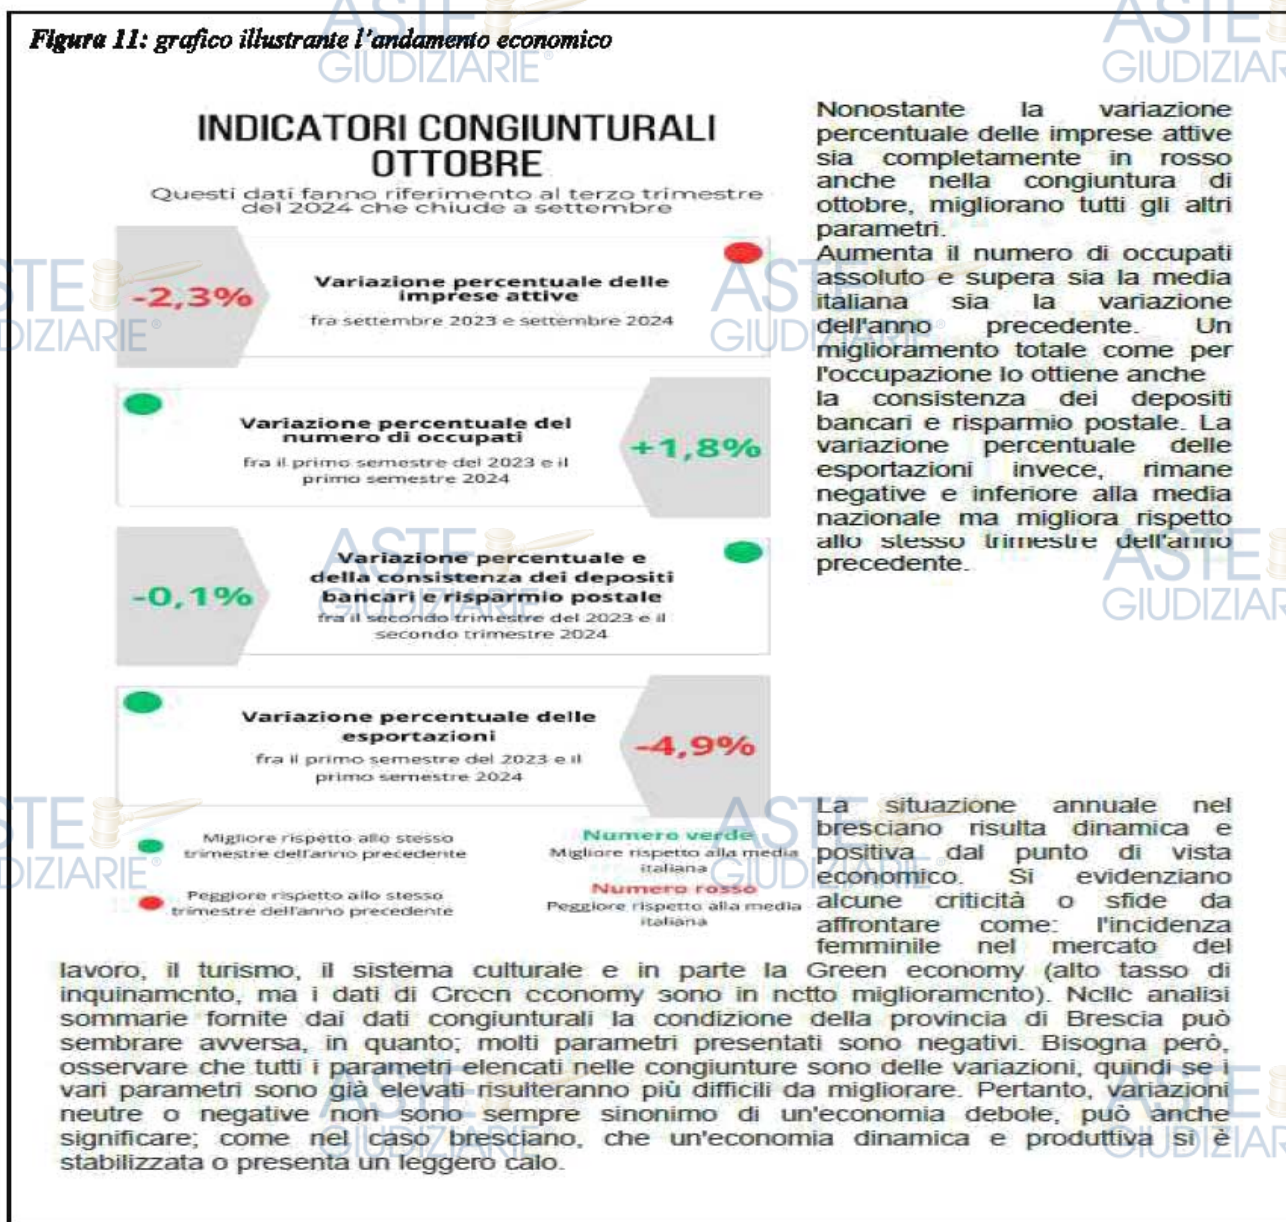 Figura 11: grafico illustrante l'andamento economico
INDICATORI CONGIUNTURALI
OTTOBRE
Questi dati fanno riferimento al terzo trimestre
del 2024 che chiude a settembre
-2,3%
Variazione percentuale delle
imprese attive
fra settembre 2023 e settembre 2024
Variazione percentuale del
numero di occupati
fra il primo semestre del 2023 e il
primo semestre 2024
+1,8%
-0,1%
Variazione percentuale e
della consistenza dei depositi
bancari e risparmio postale
fra il secondo trimestre del 2023 e il
secondo trimestre 2024
Variazione percentuale delle
esportazioni
fra il primo semestre del 2023 e il
primo semestre 2024
-4,9%
Migliore rispetto allo stesso
trimestre dell'anno precedente
Peggiore rispetto allo stesso
trimestre dell'anno precedente
Numero verde
Migliore rispetto alla media
italiana
Numero rosso
Peggiore rispetto alla media
italiana
Nonostante la variazione
percentuale delle imprese attive
sia completamente in rosso
anche nella congiuntura di
ottobre, migliorano tutti gli altri
parametri.
Aumenta il numero di occupati
assoluto e supera sia la media
italiana sia la variazione
dell'anno precedente. Un
miglioramento totale come per
l'occupazione lo ottiene anche
la consistenza dei depositi
bancari e risparmio postale. La
variazione percentuale delle
esportazioni invece, rimane
negative e inferiore alla media
nazionale ma migliora rispetto
allo stesso trimestre dell'anno
precedente.
La situazione annuale nel
bresciano risulta dinamica e
positiva dal punto di vista
economico. Si evidenziano
alcune criticità o sfide da
affrontare come: l'incidenza
femminile nel mercato del
lavoro, il turismo, il sistema culturale e in parte la Green economy (alto tasso di
inquinamento, ma i dati di Green economy sono in netto miglioramento). Nelle analisi
sommarie fornite dai dati congiunturali la condizione della provincia di Brescia può
sembrare avversa, in quanto; molti parametri presentati sono negativi. Bisogna però,
osservare che tutti i parametri elencati nelle congiunture sono delle variazioni, quindi se i
vari parametri sono già elevati risulteranno più difficili da migliorare. Pertanto, variazioni
neutre o negative non sono sempre sinonimo di un'economia debole, può anche
significare; come nel caso bresciano, che un'economia dinamica e produttiva si è
stabilizzata o presenta un leggero calo.
ASTE
GIUDIZIARIE®